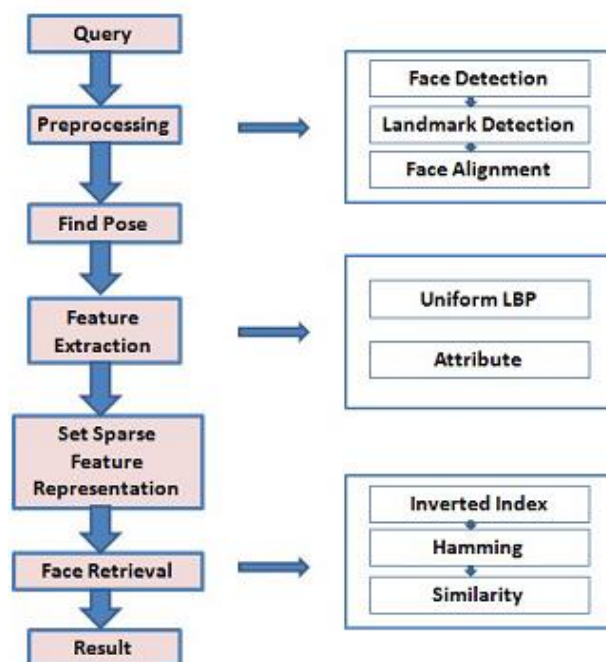 Query
Preprocessing
Find Pose
Feature
Extraction
Set Sparse
Feature
Representation
Face Retrieval
Result
Face Detection
Landmark Detection
Face Alignment
Uniform LBP
Attribute
Inverted Index
Hamming
Similarity